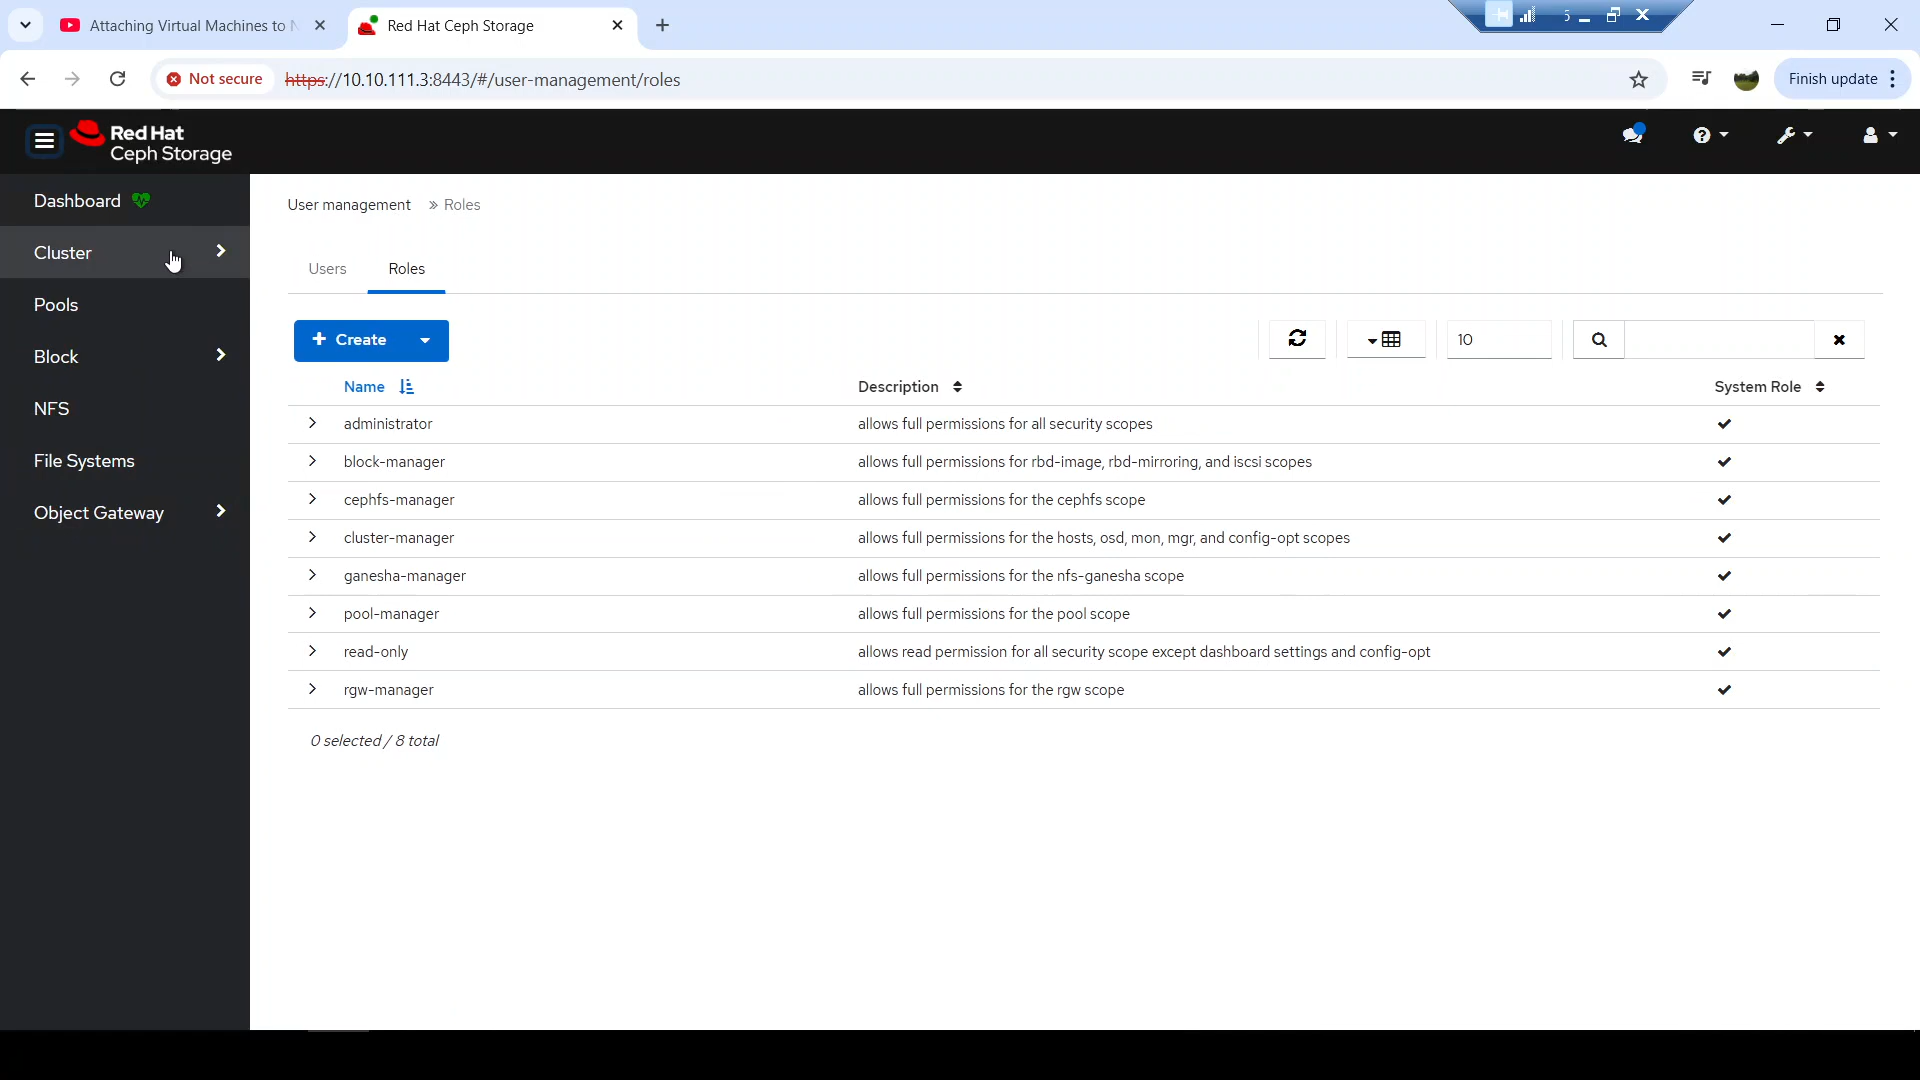 Attaching Virtual Machines to N
Red Hat Ceph Storage
5
Not secure
https://10.10.111.3:8443/#/user-management/roles
Finish update
Red Hat
Ceph Storage
Dashboard
Cluster
Pools
Block
NFS
File Systems
Object Gateway
User management » Roles
Users
Roles
+ Create
10
Name
Description
System Role
administrator
allows full permissions for all security scopes
block-manager
allows full permissions for rbd-image, rbd-mirroring, and iscsi scopes
cephfs-manager
allows full permissions for the cephfs scope
cluster-manager
allows full permissions for the hosts, osd, mon, mgr, and config-opt scopes
ganesha-manager
allows full permissions for the nfs-ganesha scope
pool-manager
allows full permissions for the pool scope
read-only
allows read permission for all security scope except dashboard settings and config-opt
rgw-manager
allows full permissions for the rgw scope
0 selected / 8 total